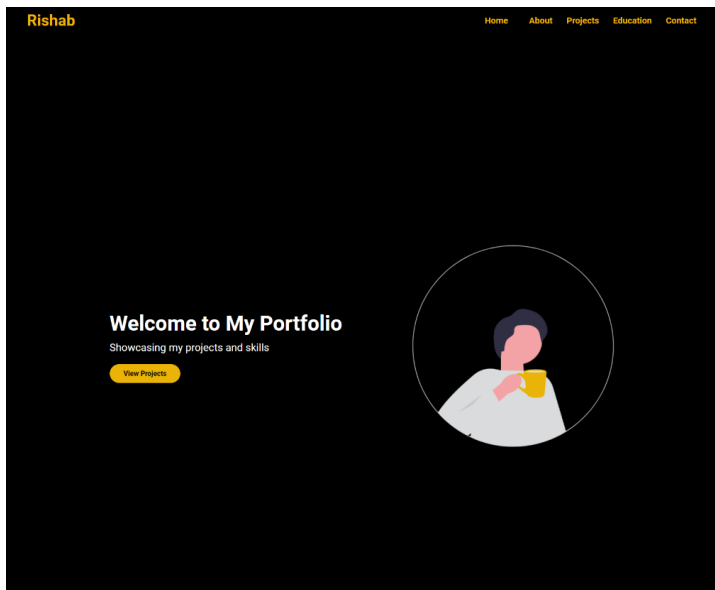 Rishab
Home About Projects Education Contact
Welcome to My Portfolio
Showcasing my projects and skills
View Projects